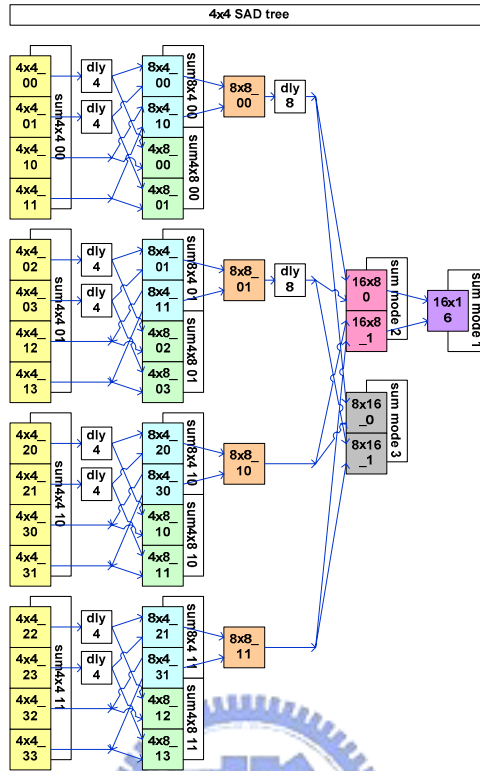 4x4 SAD tree
4x4_
00
4x4_
01
4x4_
10
4x4_
11
sum4x4 00
dly
4
dly
4
8x4_
00
8x4_
10
4x8_
00
4x8_
01
sum8x4 00
sum4x8 00
8x8_
00
dly
8
4x4_
02
4x4_
03
4x4_
12
4x4_
13
sum4x4 01
dly
4
dly
4
8x4_
01
8x4_
11
4x8_
02
4x8_
03
sum8x4 01
sum4x8 01
8x8_
01
dly
8
16x8
0
16x8
_1
sum mode 2
16x1
6
sum mode 1
8x16
_0
8x16
_1
sum mode 3
4x4_
20
4x4_
21
4x4_
30
4x4_
31
sum4x4 10
dly
4
dly
4
8x4_
20
8x4_
30
4x8_
10
4x8_
11
sum8x4 10
sum4x8 10
8x8_
10
4x4_
22
4x4_
23
4x4_
32
4x4_
33
sum4x4 11
dly
4
dly
4
8x4_
21
8x4_
31
4x8_
12
4x8_
13
sum8x4 11
sum4x8 11
8x8_
11